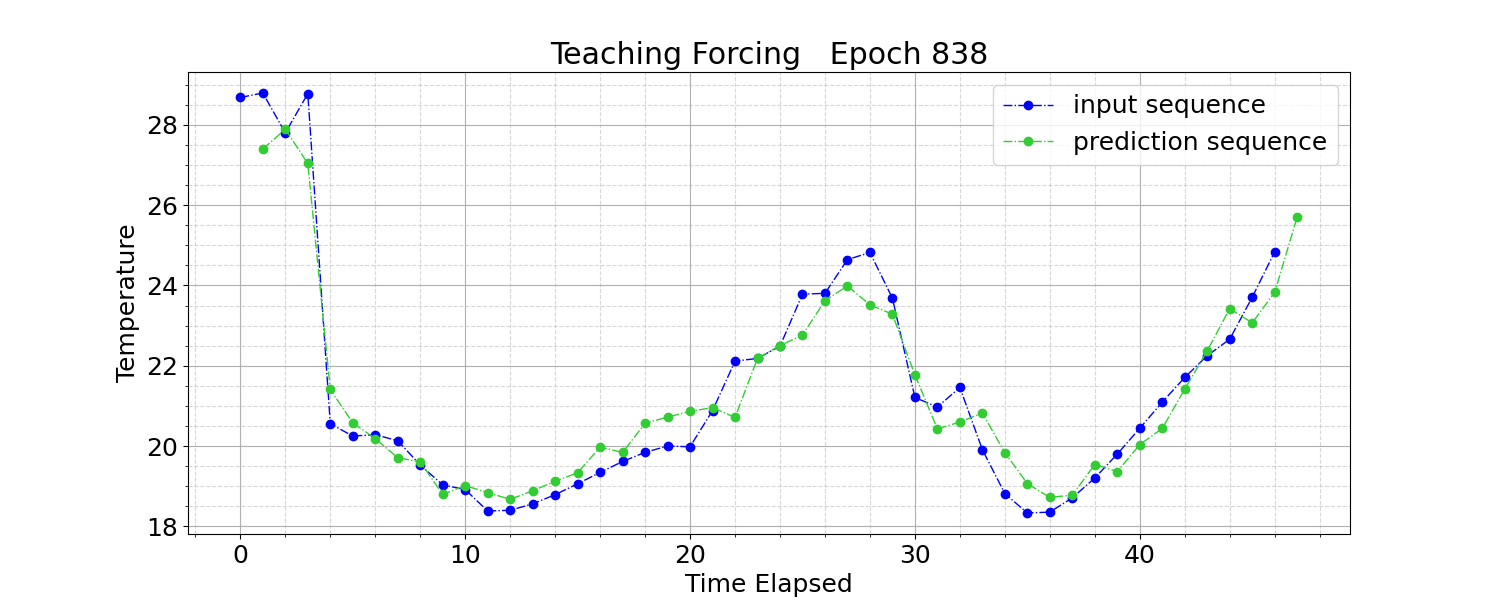 Teaching Forcing   Epoch 838
input sequence
prediction sequence
Temperature
28
26
24
22
20
18
0 10 20 30 40
Time Elapsed